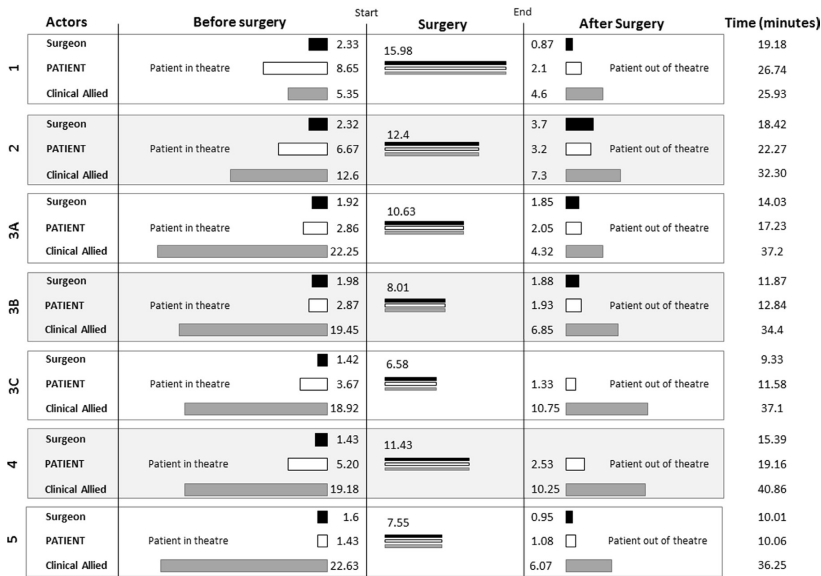 Actors Before surgery Start Surgery End After Surgery Time (minutes)
1
Surgeon 2.33 0.87 19.18
15.98
PATIENT Patient in theatre 8.65 2.1 Patient out of theatre 26.74
Clinical Allied 5.35 4.6 25.93
2
Surgeon 2.32 3.7 18.42
12.4
PATIENT Patient in theatre 6.67 3.2 Patient out of theatre 22.27
Clinical Allied 12.6 7.3 32.30
3A
Surgeon 1.92 1.85 14.03
10.63
PATIENT Patient in theatre 2.86 2.05 Patient out of theatre 17.23
Clinical Allied 22.25 4.32 37.2
3B
Surgeon 1.98 1.88 11.87
8.01
PATIENT Patient in theatre 2.87 1.93 Patient out of theatre 12.84
Clinical Allied 19.45 6.85 34.4
3C
Surgeon 1.42 9.33
6.58
PATIENT Patient in theatre 3.67 1.33 Patient out of theatre 11.58
Clinical Allied 18.92 10.75 37.1
4
Surgeon 1.43 15.39
11.43
PATIENT Patient in theatre 5.20 2.53 Patient out of theatre 19.16
Clinical Allied 19.18 10.25 40.86
5
Surgeon 1.6 0.95 10.01
7.55
PATIENT Patient in theatre 1.43 1.08 Patient out of theatre 10.06
Clinical Allied 22.63 6.07 36.25